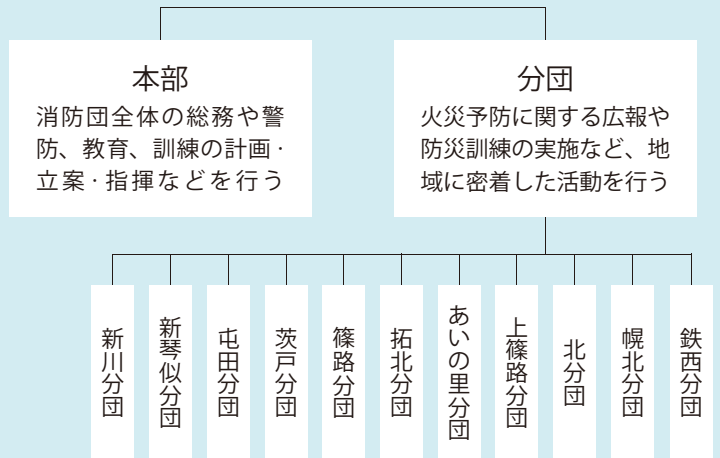 本部
消防団全体の総務や警
防、教育、訓練の計画・
立案・指揮などを行う
分団
火災予防に関する広報や
防災訓練の実施など、地
域に密着した活動を行う
新川分団
新琴似分団
屯田分団
茨戸分団
篠路分団
拓北分団
あいの里分団
上篠路分団
北分団
幌北分団
鉄西分団